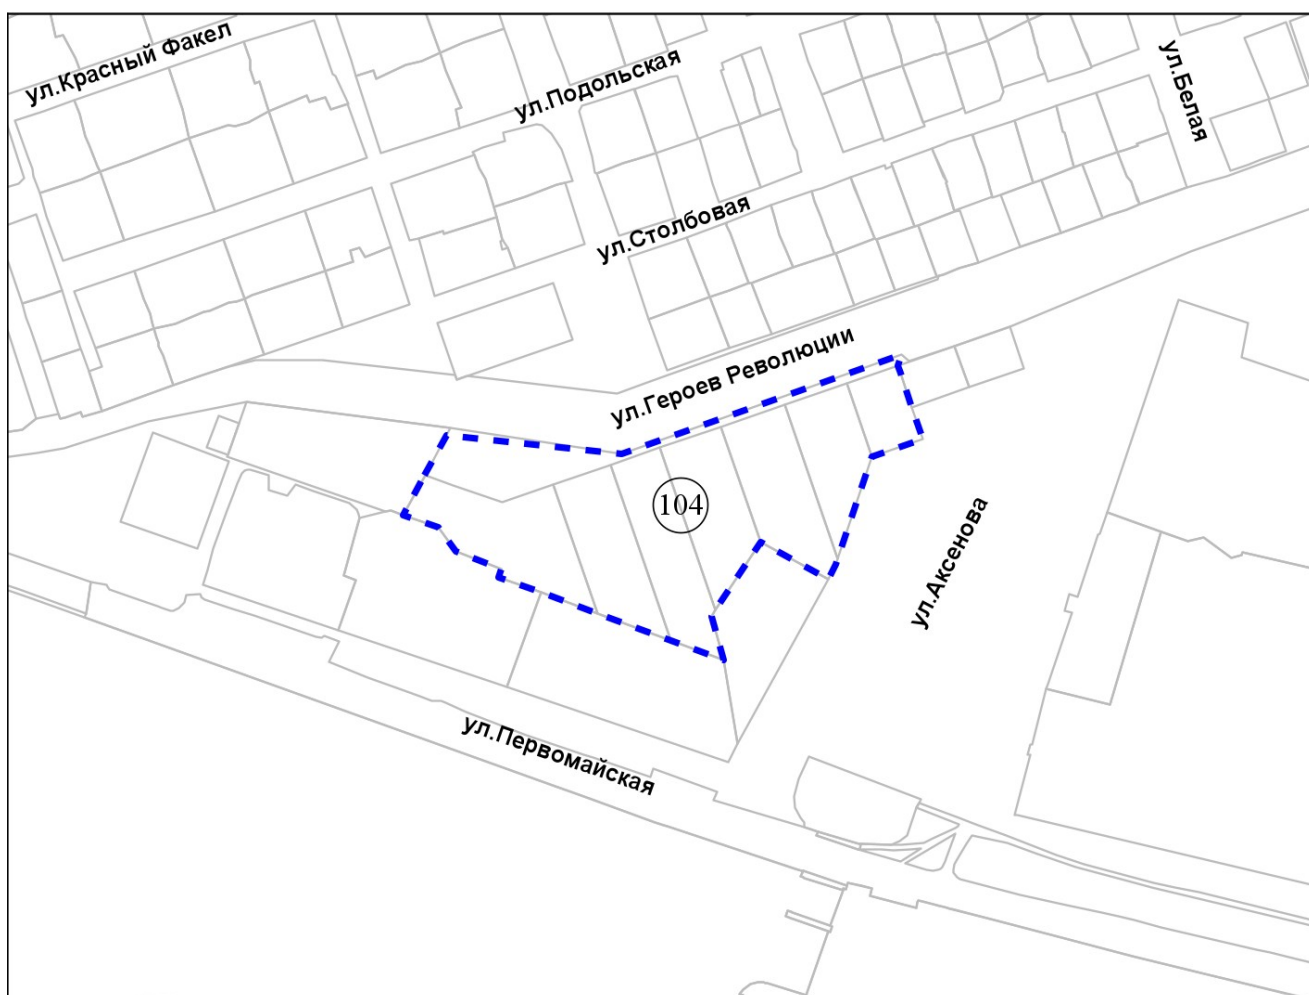 ул.Красный Факел
ул.Подольская
ул.Белая
ул.Столбовая
ул.Героев Революции
104
ул.Аксенова
ул.Первомайская